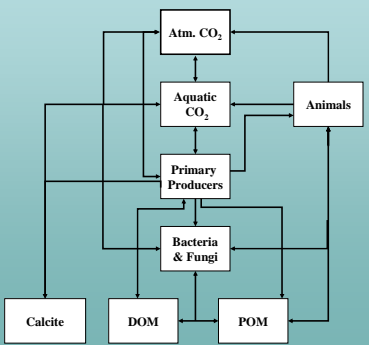 Atm. CO₂
Aquatic
CO₂
Animals
Primary
Producers
Bacteria
& Fungi
Calcite
DOM
POM